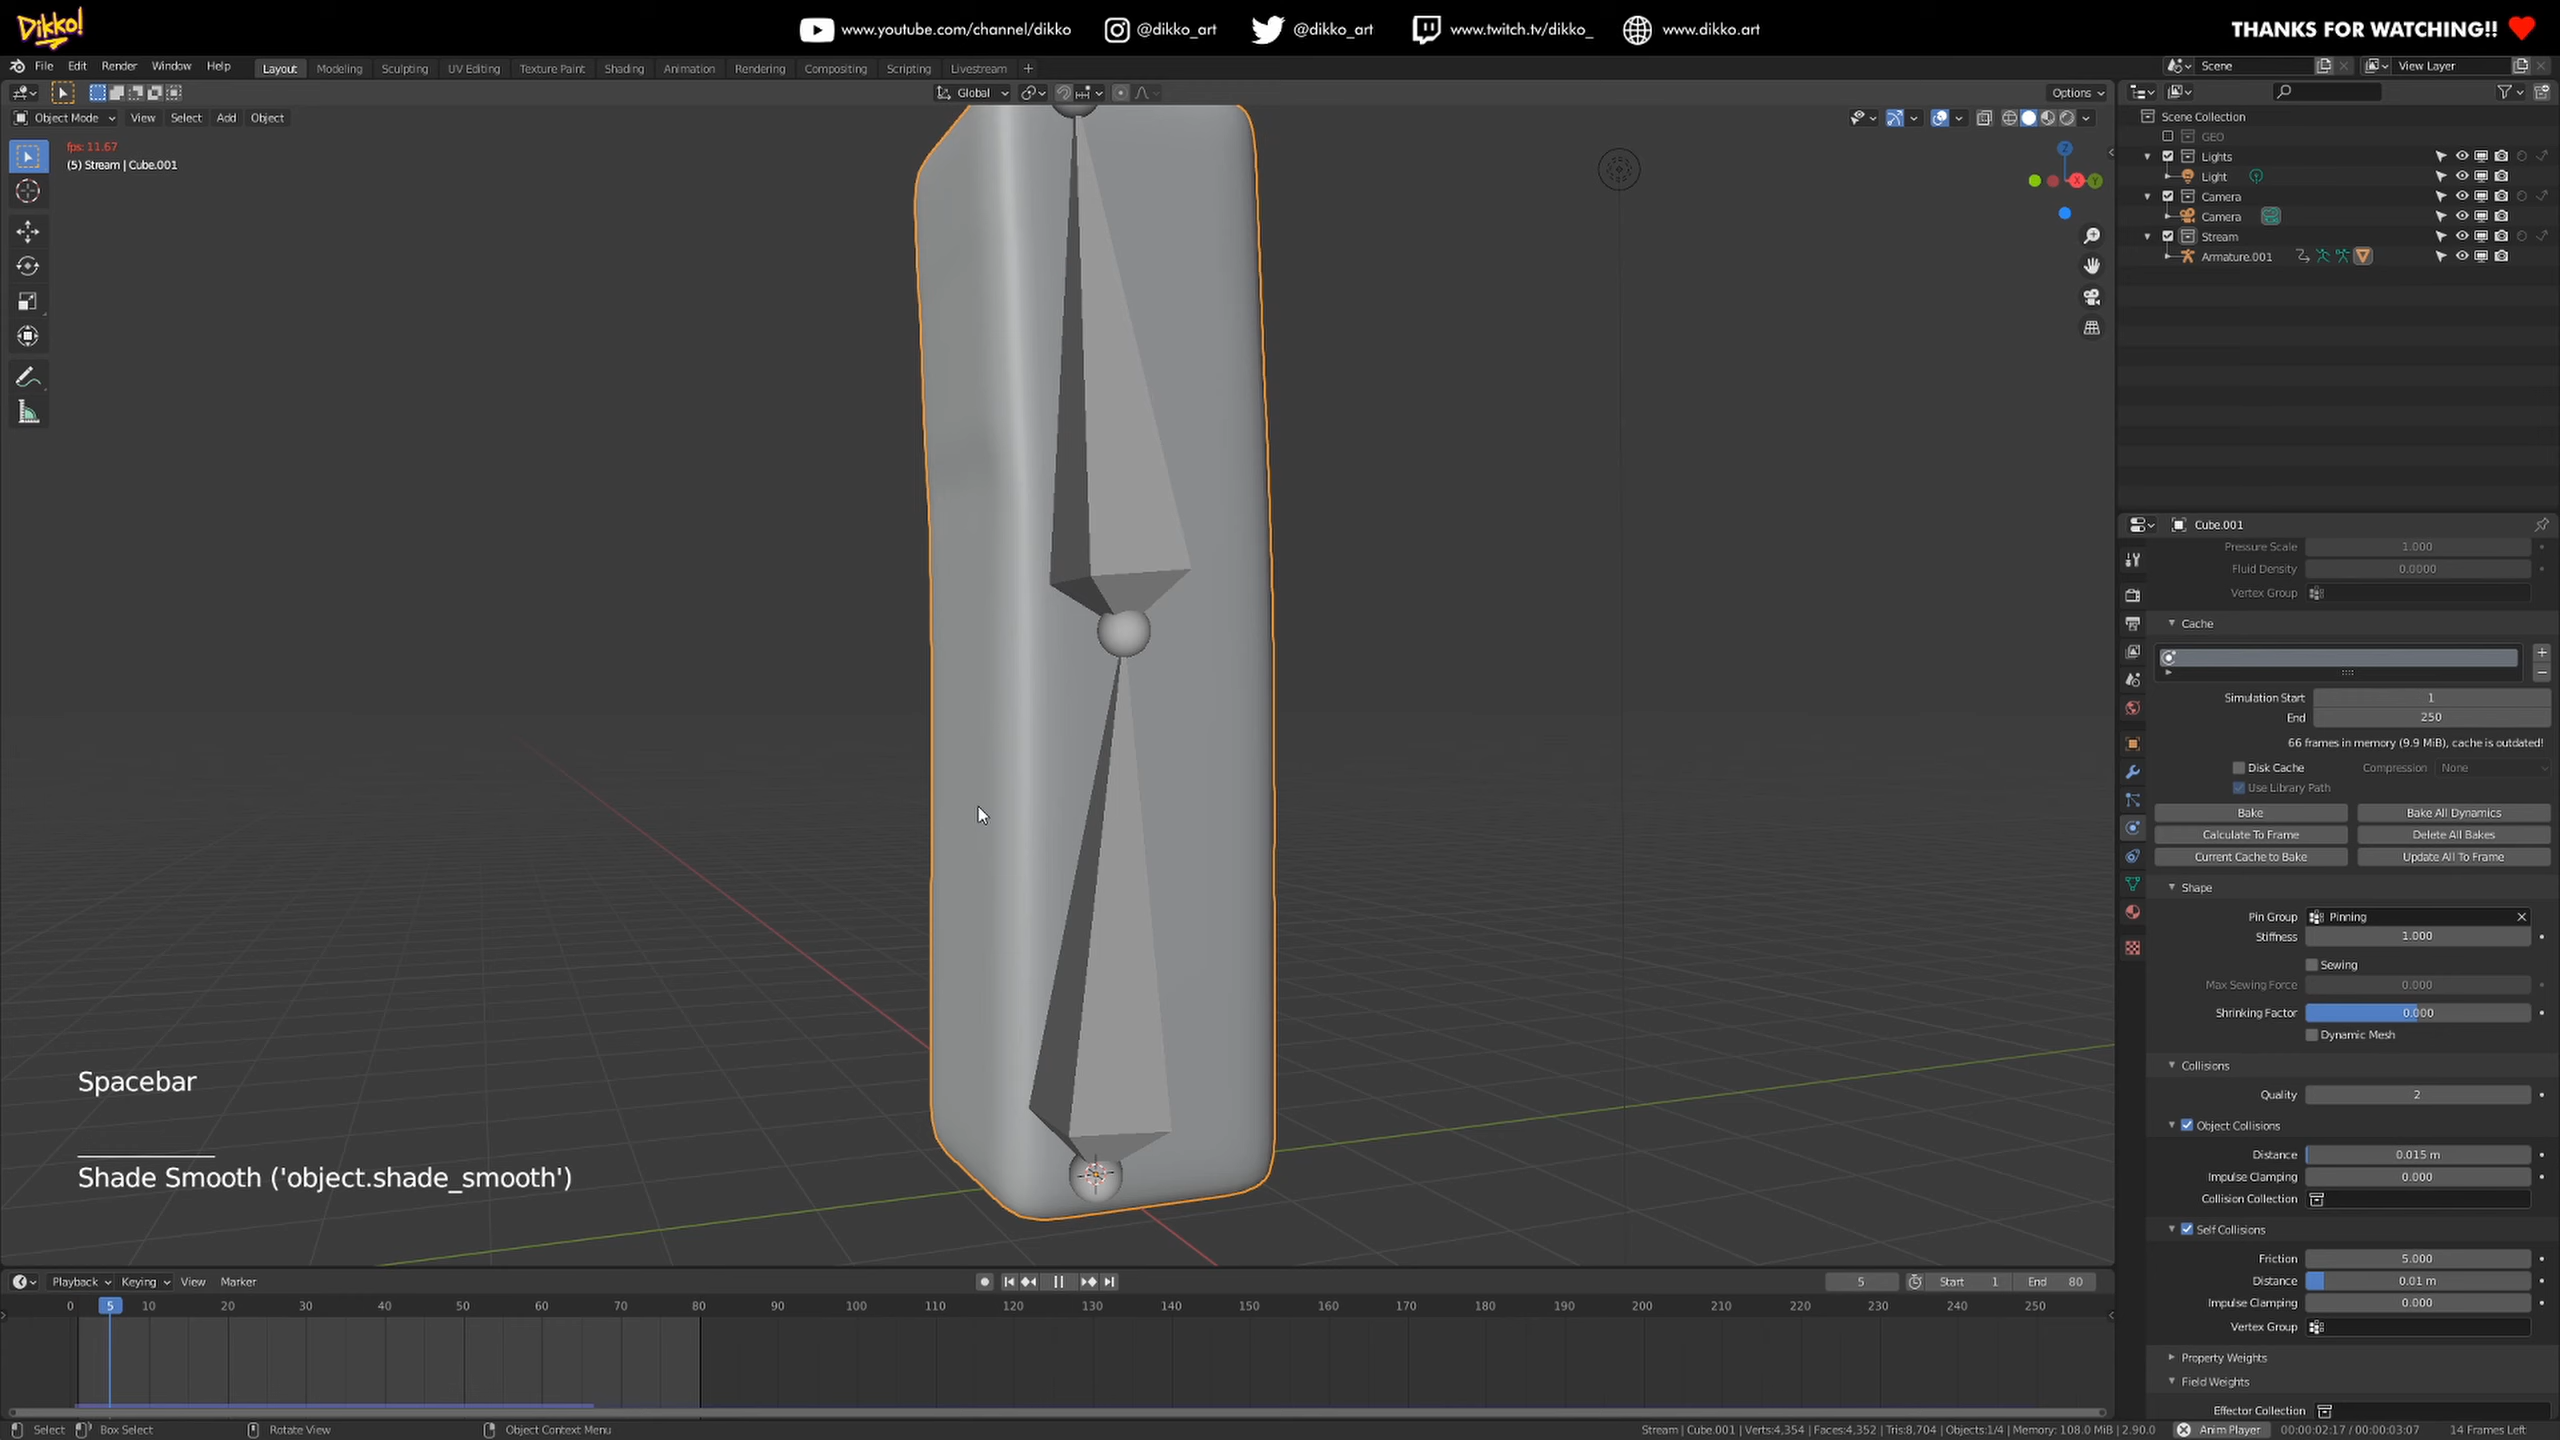 Dikko!
www.youtube.com/channel/dikko
@dikko_art
@dikko_art
www.twitch.tv/dikko_
www.dikko.art
THANKS FOR WATCHING!!
File Edit Render Window Help
Layout Modeling Sculpting UV Editing Texture Paint Shading Animation Rendering Compositing Scripting Livestream +
Scene
View Layer
Global
Options
Object Mode View Select Add Object
fps: 11.67
(5) Stream | Cube.001
Z
X
Y
Scene Collection
GEO
Lights
Light
Camera
Camera
Stream
Armature.001
Cube.001
Pressure Scale 1.000
Fluid Density 0.0000
Vertex Group
Cache
Simulation Start 1
End 250
66 frames in memory (9.9 MiB), cache is outdated!
Disk Cache Compression None
Use Library Path
Bake Bake All Dynamics
Calculate To Frame Delete All Bakes
Current Cache to Bake Update All To Frame
Shape
Pin Group Pinning
Stiffness 1.000
Sewing
Max Sewing Force 0.000
Shrinking Factor 0.000
Dynamic Mesh
Collisions
Quality 2
Object Collisions
Distance 0.015 m
Impulse Clamping 0.000
Collision Collection
Self Collisions
Friction 5.000
Distance 0.01 m
Impulse Clamping 0.000
Vertex Group
Property Weights
Field Weights
Effector Collection
Spacebar
Shade Smooth ('object.shade_smooth')
Playback Keying View Marker
5 Start 1 End 80
0 5 10 20 30 40 50 60 70 80 90 100 110 120 130 140 150 160 170 180 190 200 210 220 230 240 250
Select Box Select Rotate View Object Context Menu
Stream | Cube.001 | Verts:4,354 | Faces:4,352 | Tris:8,704 | Objects:1/4 | Memory: 108.0 MiB | 2.90.0
Anim Player 00:00:02:17 / 00:00:03:07 14 Frames Left